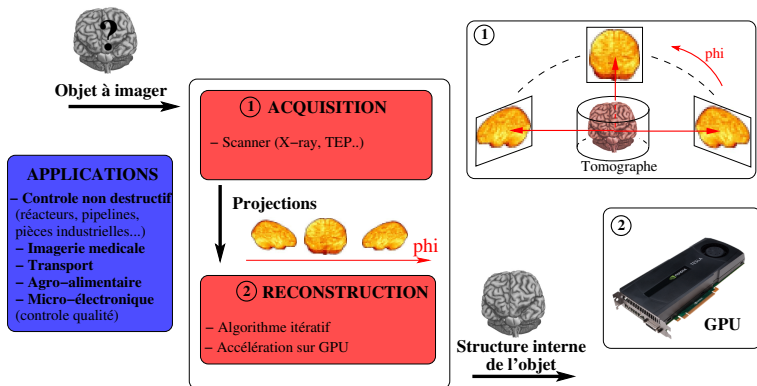 ?
Objet à imager
① ACQUISITION
− Scanner (X−ray, TEP..)
Projections
phi
② RECONSTRUCTION
− Algorithme itératif
− Accélération sur GPU
APPLICATIONS
− Controle non destructif
(réacteurs, pipelines,
pièces industrielles...)
− Imagerie medicale
− Transport
− Agro−alimentaire
− Micro−électronique
(controle qualité)
Structure interne
de l'objet
①
phi
Tomographe
②
GPU